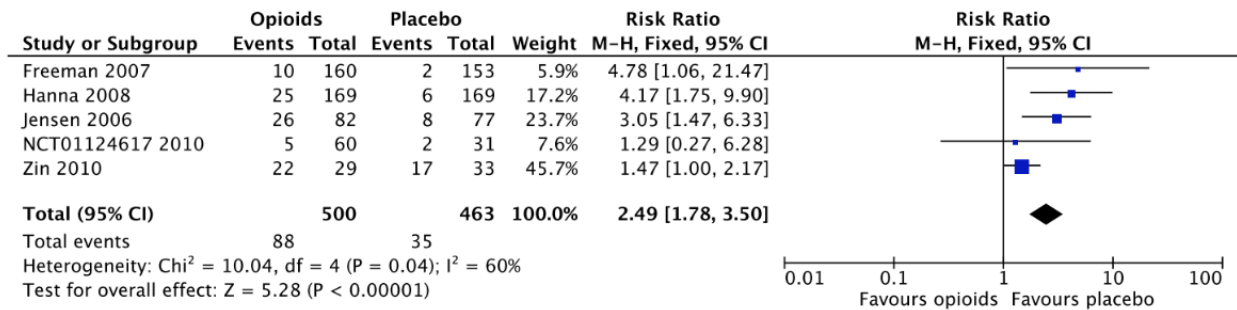 Opioids Placebo Risk Ratio Risk Ratio
Study or Subgroup Events Total Events Total Weight M-H, Fixed, 95% CI M-H, Fixed, 95% CI
Freeman 2007 10 160 2 153 5.9% 4.78 [1.06, 21.47]
Hanna 2008 25 169 6 169 17.2% 4.17 [1.75, 9.90]
Jensen 2006 26 82 8 77 23.7% 3.05 [1.47, 6.33]
NCT01124617 2010 5 60 2 31 7.6% 1.29 [0.27, 6.28]
Zin 2010 22 29 17 33 45.7% 1.47 [1.00, 2.17]
Total (95% CI) 500 463 100.0% 2.49 [1.78, 3.50]
Total events 88 35
Heterogeneity: Chi² = 10.04, df = 4 (P = 0.04); I² = 60%
Test for overall effect: Z = 5.28 (P < 0.00001)
0.01 0.1 1 10 100
Favours opioids Favours placebo